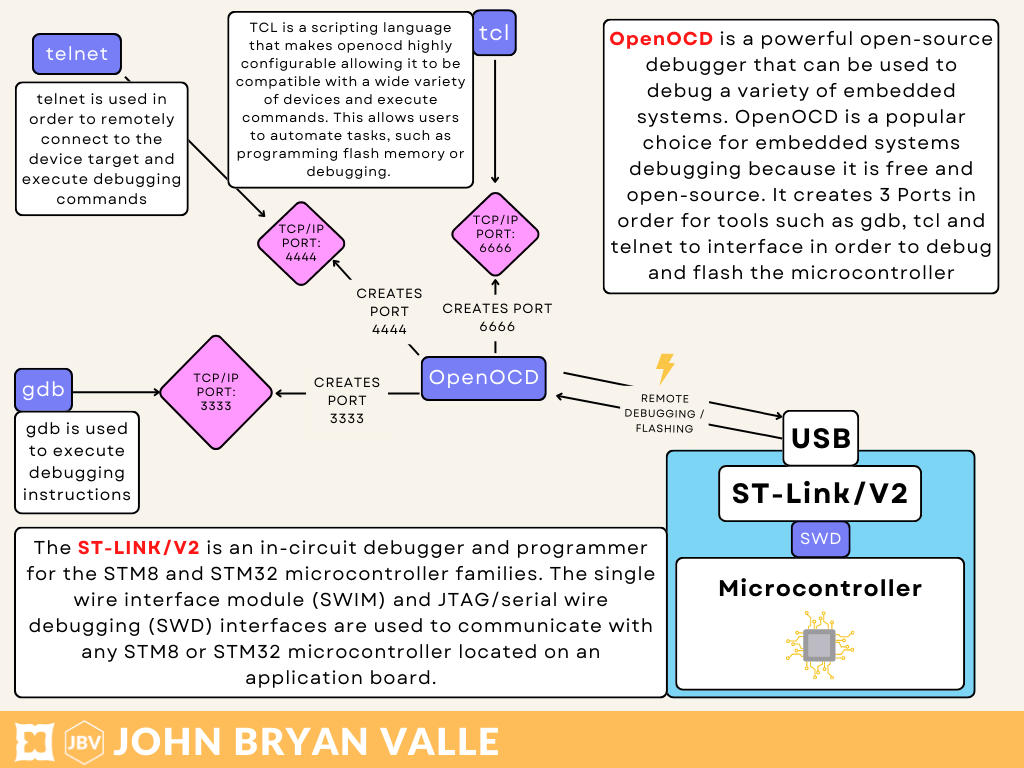 telnet
telnet is used in
order to remotely
connect to the
device target and
execute debugging
commands
TCL is a scripting language
that makes openocd highly
configurable allowing it to be
compatible with a wide variety
of devices and execute
commands. This allows users
to automate tasks, such as
programming flash memory or
debugging.
tcl
OpenOCD is a powerful open-source
debugger that can be used to
debug a variety of embedded
systems. OpenOCD is a popular
choice for embedded systems
debugging because it is free and
open-source. It creates 3 Ports in
order for tools such as gdb, tcl and
telnet to interface in order to debug
and flash the microcontroller
TCP/IP
PORT:
4444
TCP/IP
PORT:
6666
CREATES
PORT
4444
CREATES PORT
6666
gdb
gdb is used
to execute
debugging
instructions
TCP/IP
PORT:
3333
CREATES
PORT
3333
OpenOCD
REMOTE
DEBUGGING /
FLASHING
USB
ST-Link/V2
SWD
Microcontroller
The ST-LINK/V2 is an in-circuit debugger and programmer
for the STM8 and STM32 microcontroller families. The single
wire interface module (SWIM) and JTAG/serial wire
debugging (SWD) interfaces are used to communicate with
any STM8 or STM32 microcontroller located on an
application board.
JBV
JOHN BRYAN VALLE